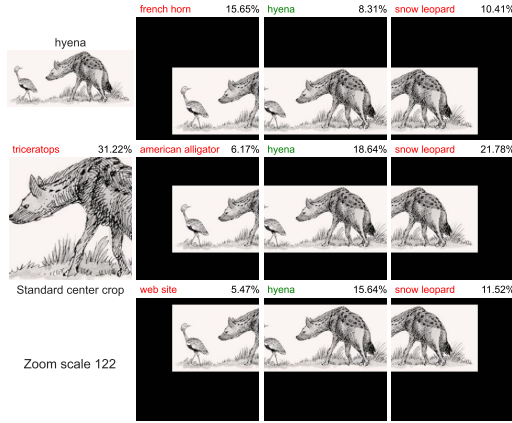 french horn 15.65% hyena 8.31% snow leopard 10.41%
hyena
triceratops 31.22% american alligator 6.17% hyena 18.64% snow leopard 21.78%
Standard center crop web site 5.47% hyena 15.64% snow leopard 11.52%
Zoom scale 122